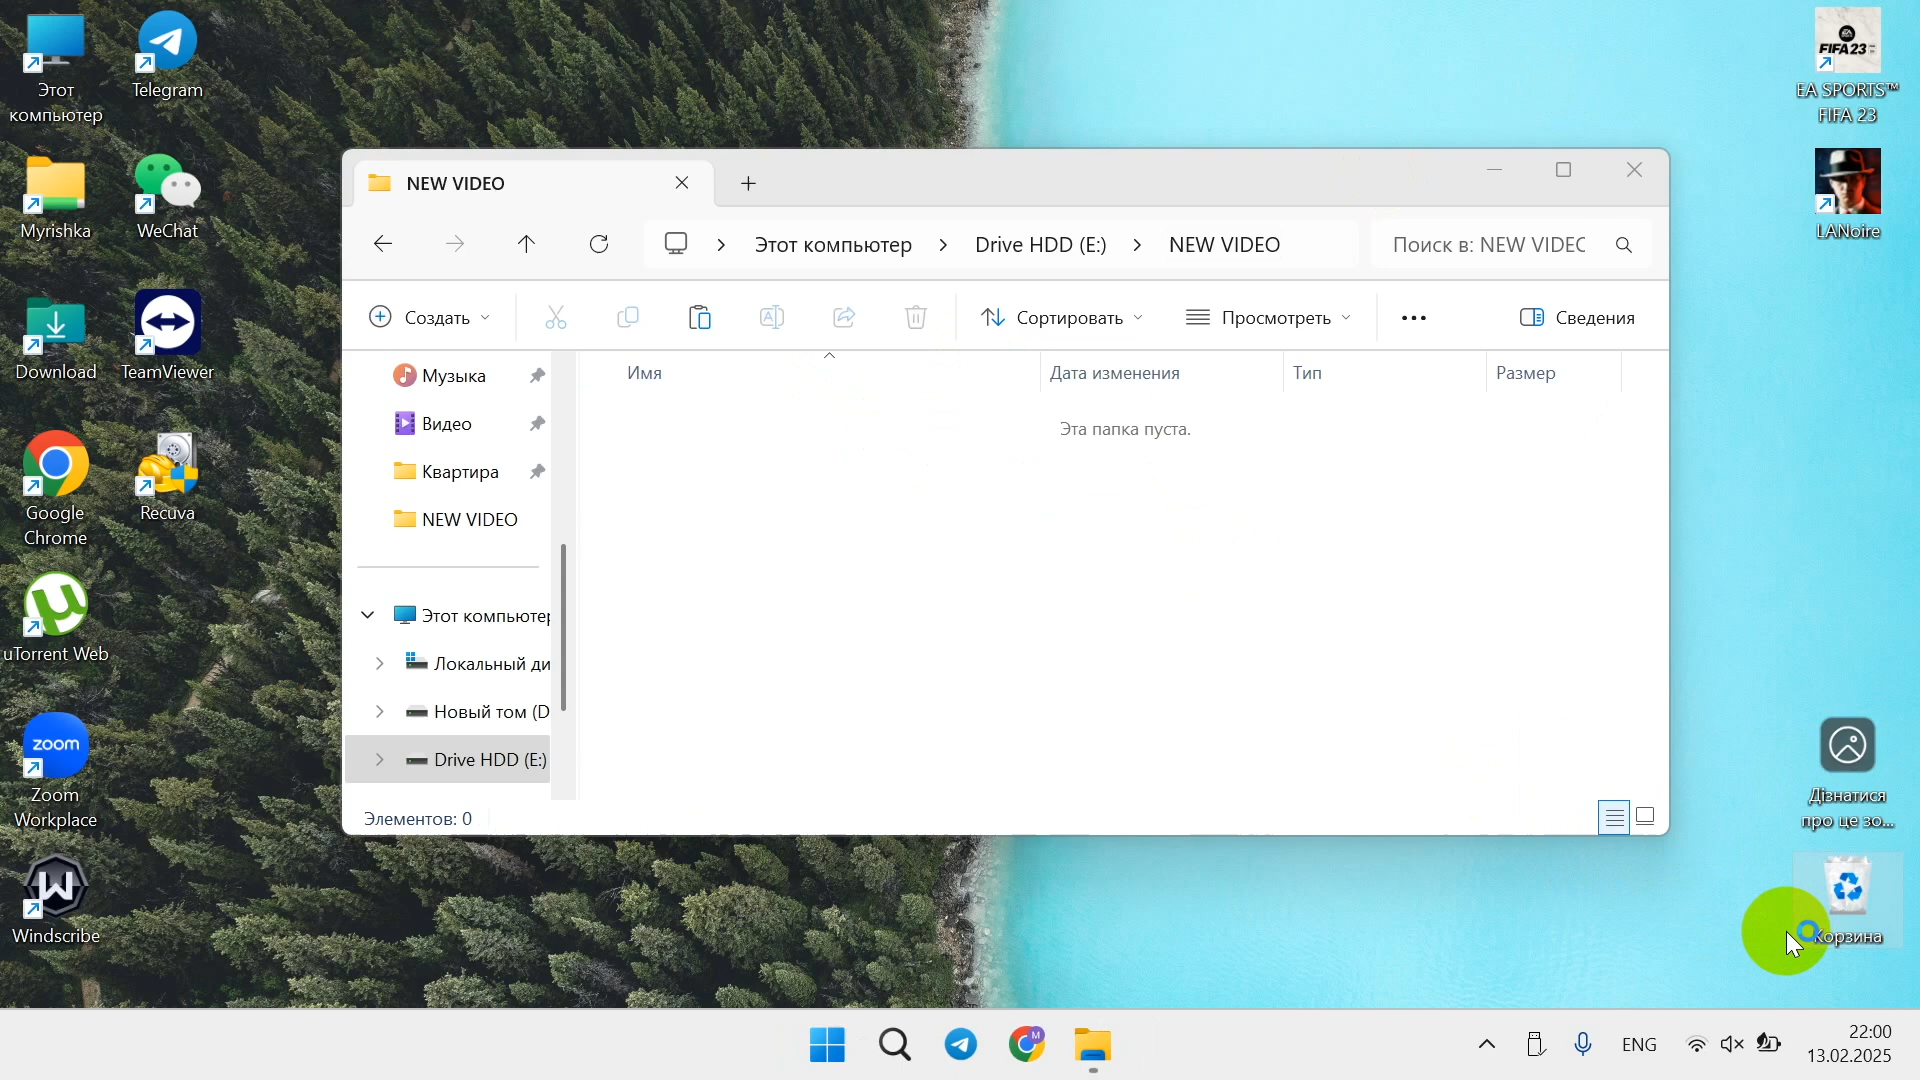 Этот
компьютер
Telegram
Myrishka
WeChat
Download
TeamViewer
Google
Chrome
Recuva
uTorrent Web
zoom
Zoom
Workplace
Windscribe
NEW VIDEO
Этот компьютер
Drive HDD (E:)
NEW VIDEO
Поиск в: NEW VIDEC
Создать
Сортировать
Просмотреть
Сведения
Музыка
Видео
Квартира
NEW VIDEO
Этот компьютер
Локальный ди
Новый том (D
Drive HDD (E:)
Имя
Дата изменения
Тип
Размер
Эта папка пуста.
Элементов: 0
EA
FIFA 23
EA SPORTS™
FIFA 23
LANoire
Дізнатися
про це зо...
Корзина
M
ENG
22:00
13.02.2025